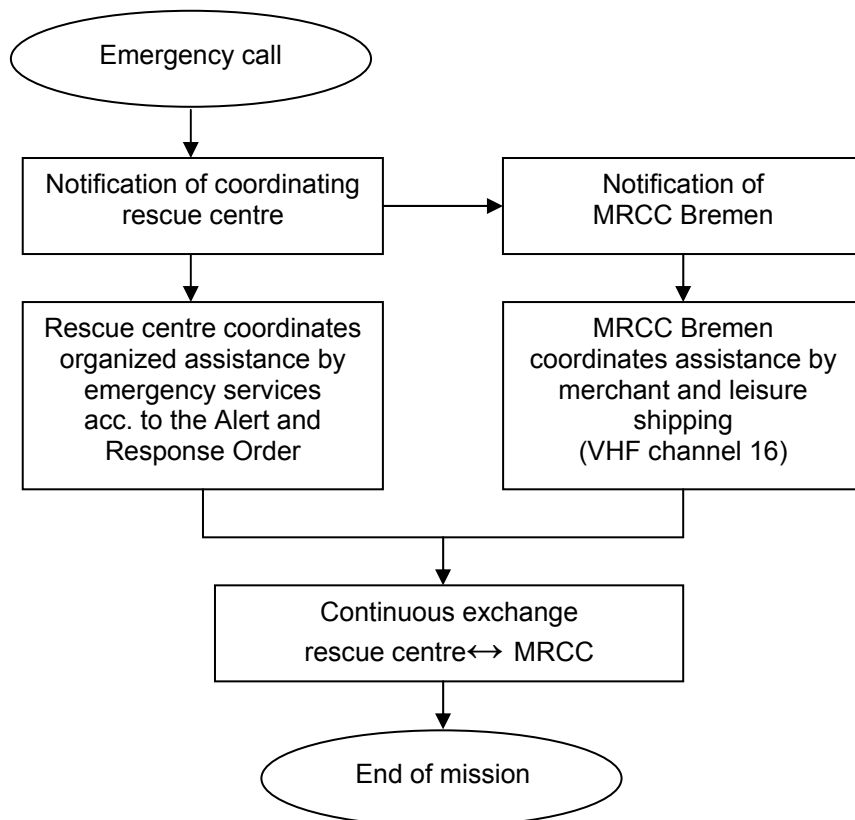 Emergency call
Notification of coordinating
rescue centre
Notification of
MRCC Bremen
Rescue centre coordinates
organized assistance by
emergency services
acc. to the Alert and
Response Order
MRCC Bremen
coordinates assistance by
merchant and leisure
shipping
(VHF channel 16)
Continuous exchange
rescue centre↔ MRCC
End of mission